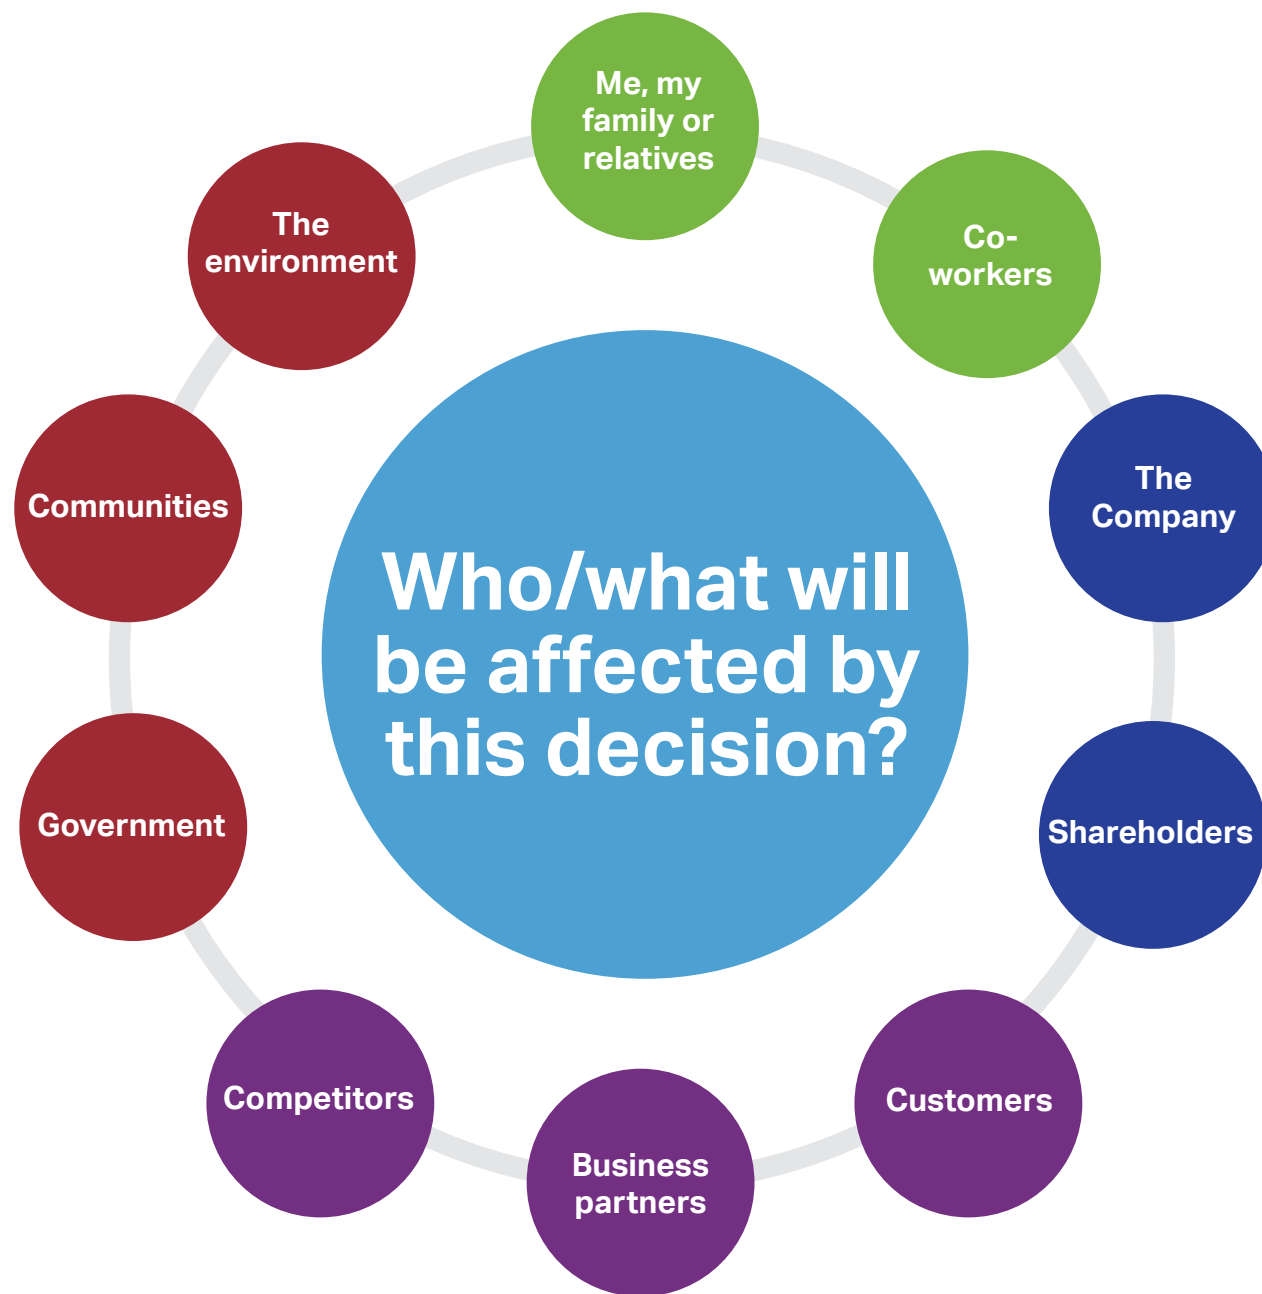 Me, my
family or
relatives
Co-
workers
The
Company
Shareholders
Customers
Business
partners
Competitors
Government
Communities
The
environment
Who/what will
be affected by
this decision?